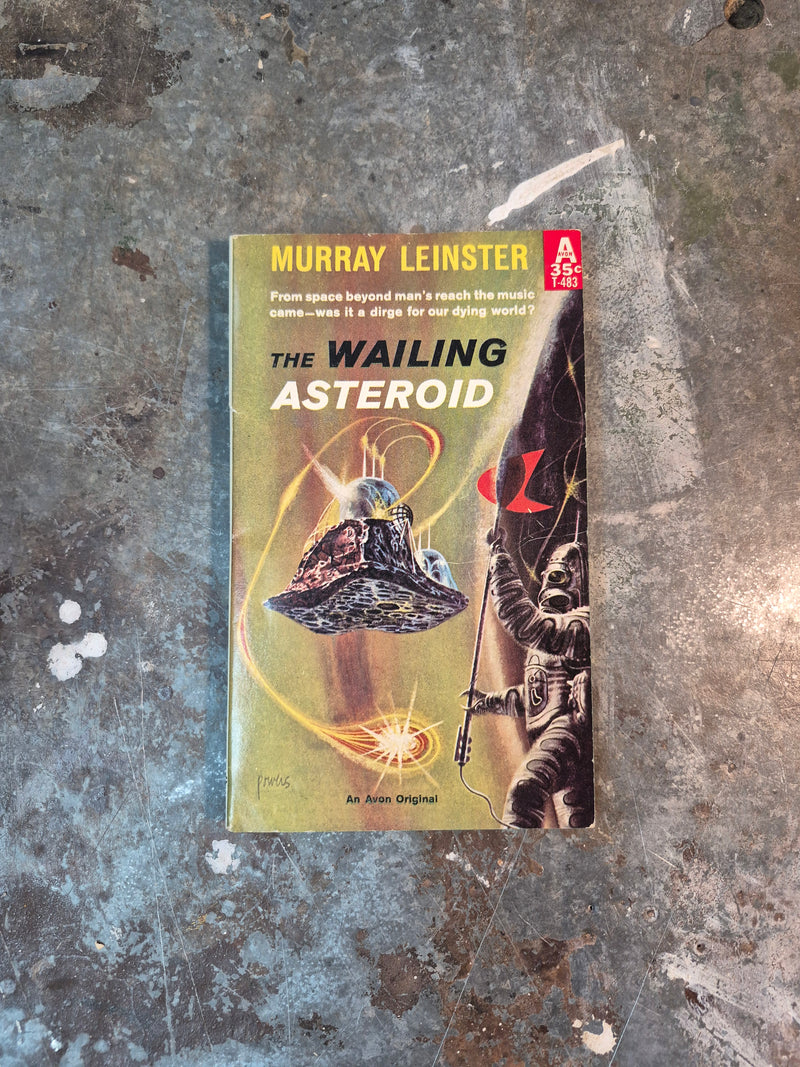 MURRAY LEINSTER
A
AVON
35c
T-483
From space beyond man's reach the music
came—was it a dirge for our dying world?
THE WAILING
ASTEROID
powers
An Avon Original